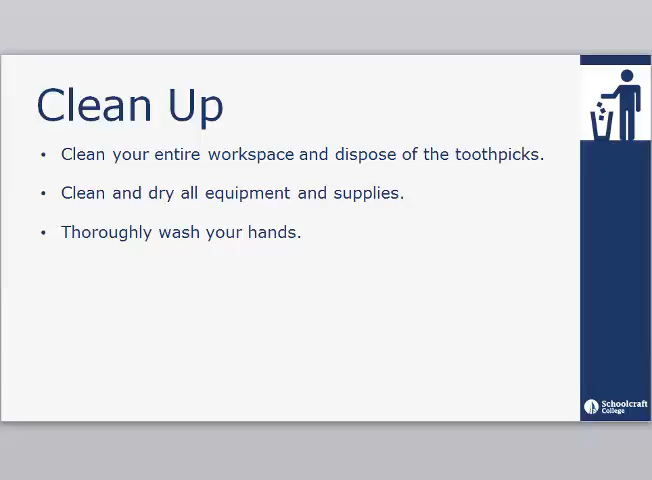 Clean Up
• Clean your entire workspace and dispose of the toothpicks.
• Clean and dry all equipment and supplies.
• Thoroughly wash your hands.
Schoolcraft
College